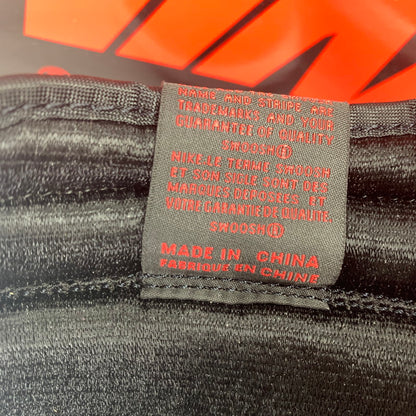 NAME AND STRIPE ARE
TRADEMARKS AND YOUR
GUARANTEE OF QUALITY
SWOOSH®
NIKE-LE TERME SWOOSH
ET SON SIGLE SONT DES
MARQUES DEPOSEES ET
VOTRE GARANTIE DE QUALITE.
SWOOSH®
MADE IN CHINA
FABRIQUE EN CHINE